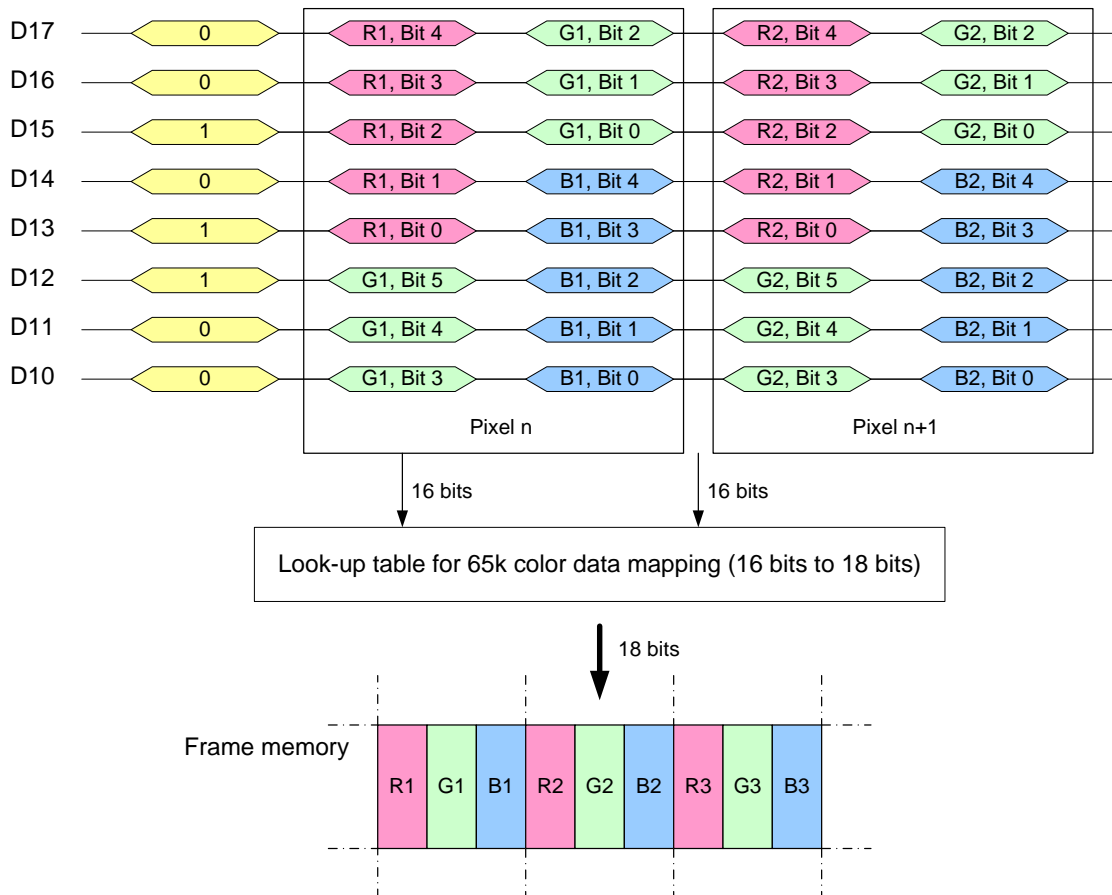 D17 0 R1, Bit 4 G1, Bit 2 R2, Bit 4 G2, Bit 2
D16 0 R1, Bit 3 G1, Bit 1 R2, Bit 3 G2, Bit 1
D15 1 R1, Bit 2 G1, Bit 0 R2, Bit 2 G2, Bit 0
D14 0 R1, Bit 1 B1, Bit 4 R2, Bit 1 B2, Bit 4
D13 1 R1, Bit 0 B1, Bit 3 R2, Bit 0 B2, Bit 3
D12 1 G1, Bit 5 B1, Bit 2 G2, Bit 5 B2, Bit 2
D11 0 G1, Bit 4 B1, Bit 1 G2, Bit 4 B2, Bit 1
D10 0 G1, Bit 3 B1, Bit 0 G2, Bit 3 B2, Bit 0
Pixel n Pixel n+1
16 bits 16 bits
Look-up table for 65k color data mapping (16 bits to 18 bits)
18 bits
Frame memory
R1 G1 B1 R2 G2 B2 R3 G3 B3